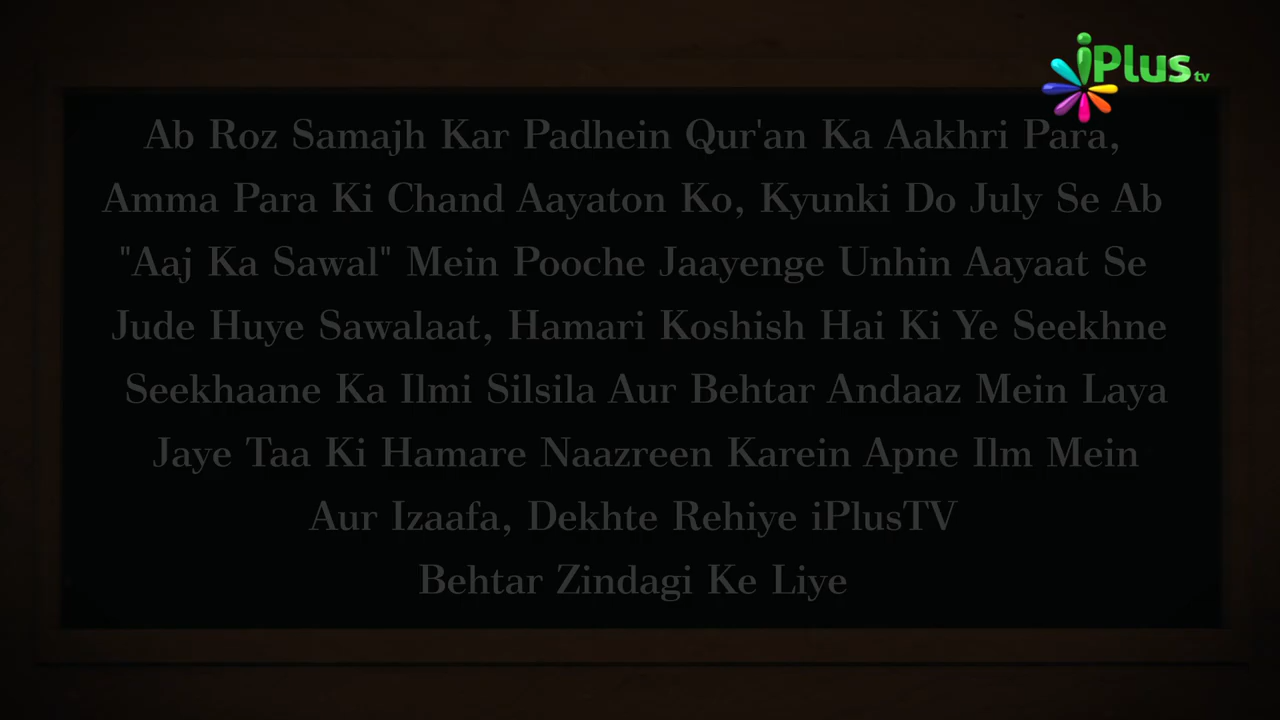 iPlus tv
Ab Roz Samajh Kar Padhein Qur'an Ka Aakhri Para,
Amma Para Ki Chand Aayaton Ko, Kyunki Do July Se Ab
"Aaj Ka Sawal" Mein Pooche Jaayenge Unhin Aayaat Se
Jude Huye Sawalaat, Hamari Koshish Hai Ki Ye Seekhne
Seekhaane Ka Ilmi Silsila Aur Behtar Andaaz Mein Laya
Jaye Taa Ki Hamare Naazreen Karein Apne Ilm Mein
Aur Izaafa, Dekhte Rehiye iPlusTV
Behtar Zindagi Ke Liye